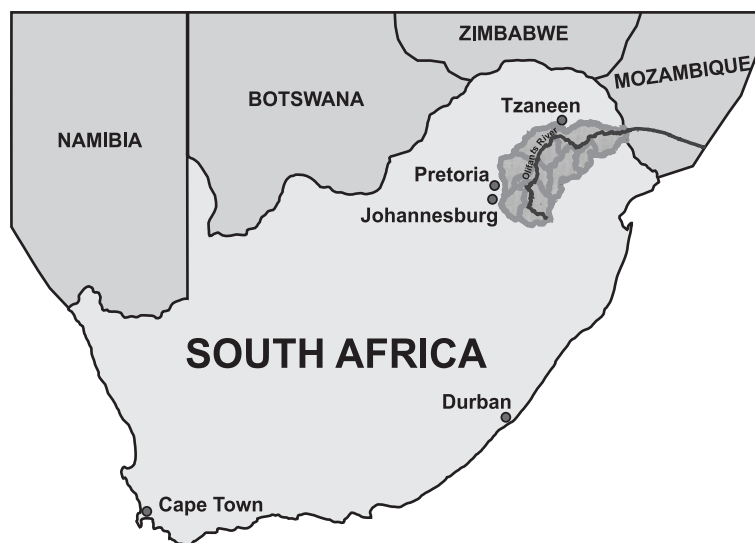 ZIMBABWE
MOZAMBIQUE
BOTSWANA
Tzaneen
NAMIBIA
Olifants River
Pretoria
Johannesburg
SOUTH AFRICA
Durban
Cape Town